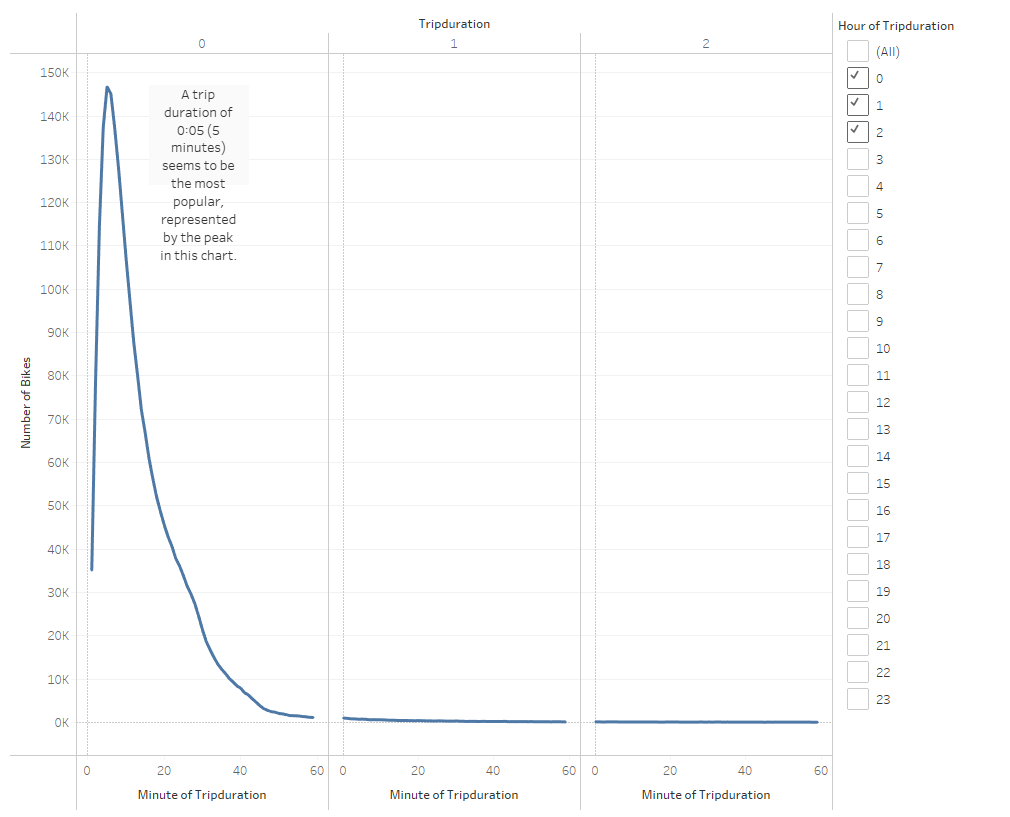 Tripduration
0 1 2
150K
140K
130K
120K
110K
100K
90K
80K
70K
60K
50K
40K
30K
20K
10K
0K
Number of Bikes
A trip
duration of
0:05 (5
minutes)
seems to be
the most
popular,
represented
by the peak
in this chart.
0 20 40 60 0 20 40 60 0 20 40 60
Minute of Tripduration Minute of Tripduration Minute of Tripduration
Hour of Tripduration
(All)
0
1
2
3
4
5
6
7
8
9
10
11
12
13
14
15
16
17
18
19
20
21
22
23